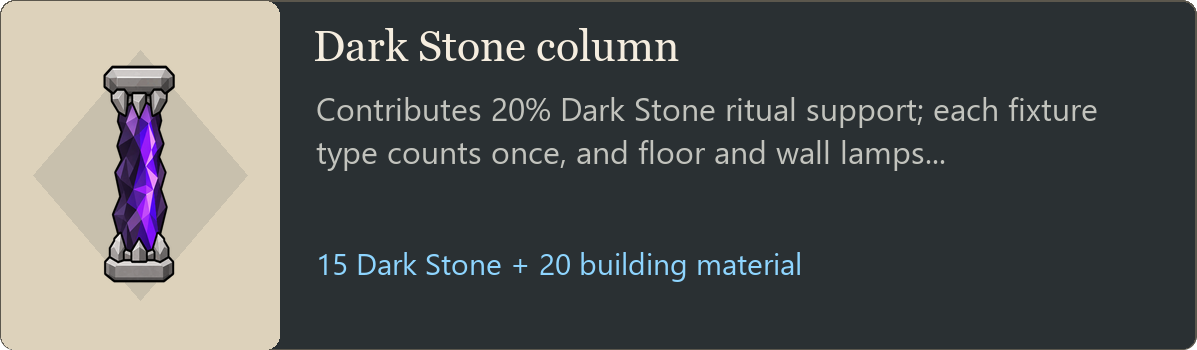 Dark Stone column
Contributes 20% Dark Stone ritual support; each fixture
type counts once, and floor and wall lamps...
15 Dark Stone + 20 building material